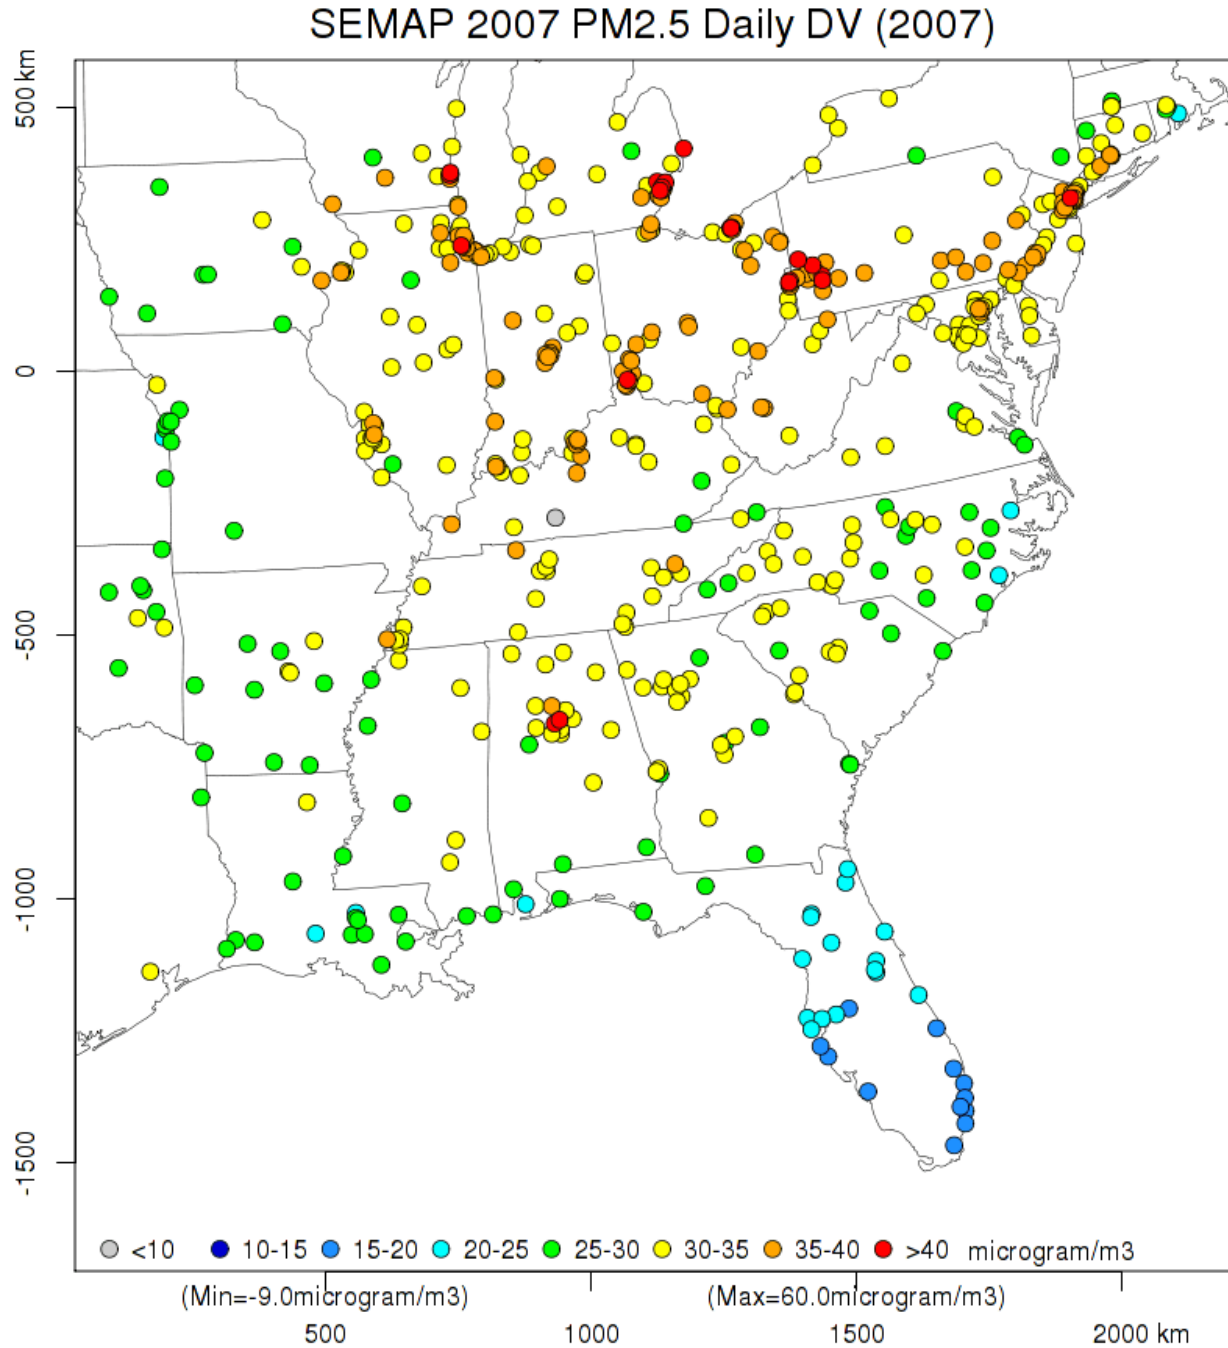 SEMAP 2007 PM2.5 Daily DV (2007)
500 km
0
-500
-1000
-1500
<10 10-15 15-20 20-25 25-30 30-35 35-40 >40 microgram/m3
(Min=-9.0microgram/m3) (Max=60.0microgram/m3)
500 1000 1500 2000 km